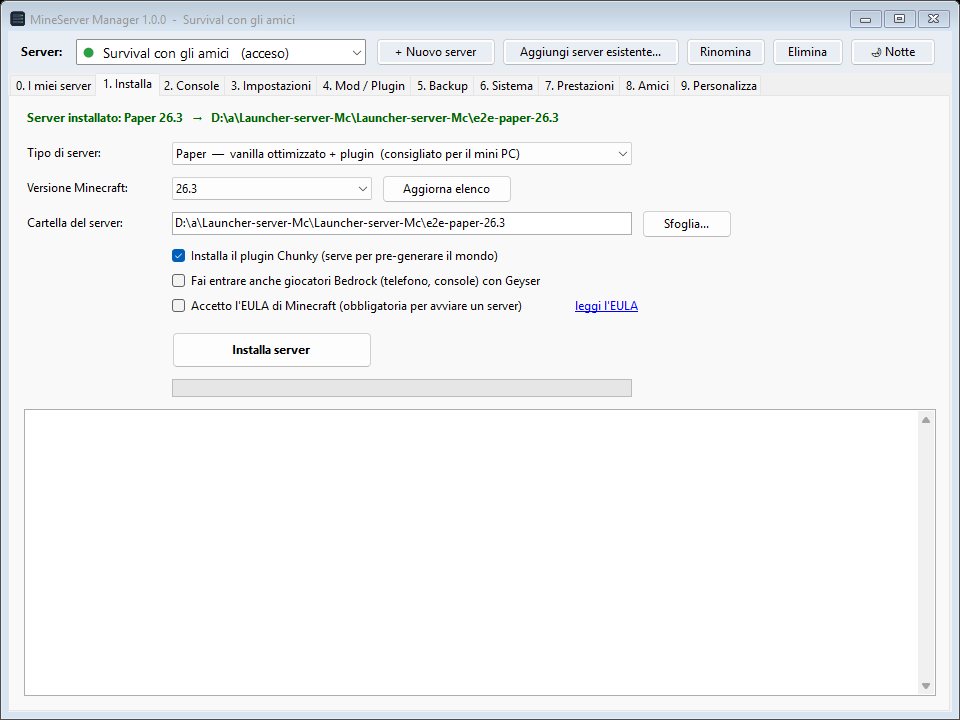 MineServer Manager 1.0.0 - Survival con gli amici
Server: Survival con gli amici (acceso) + Nuovo server Aggiungi server esistente... Rinomina Elimina Notte
0. I miei server 1. Installa 2. Console 3. Impostazioni 4. Mod / Plugin 5. Backup 6. Sistema 7. Prestazioni 8. Amici 9. Personalizza
Server installato: Paper 26.3 → D:\a\Launcher-server-Mc\Launcher-server-Mc\e2e-paper-26.3
Tipo di server: Paper — vanilla ottimizzato + plugin (consigliato per il mini PC)
Versione Minecraft: 26.3 Aggiorna elenco
Cartella del server: D:\a\Launcher-server-Mc\Launcher-server-Mc\e2e-paper-26.3 Sfoglia...
Installa il plugin Chunky (serve per pre-generare il mondo)
Fai entrare anche giocatori Bedrock (telefono, console) con Geyser
Accetto l'EULA di Minecraft (obbligatoria per avviare un server) leggi l'EULA
Installa server